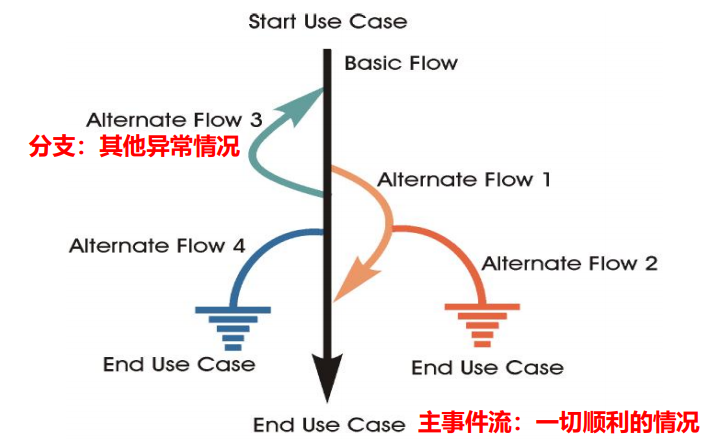 Start Use Case
Basic Flow
Alternate Flow 3
分支：其他异常情况
Alternate Flow 1
Alternate Flow 4
Alternate Flow 2
End Use Case
End Use Case
End Use Case 主事件流：一切顺利的情况